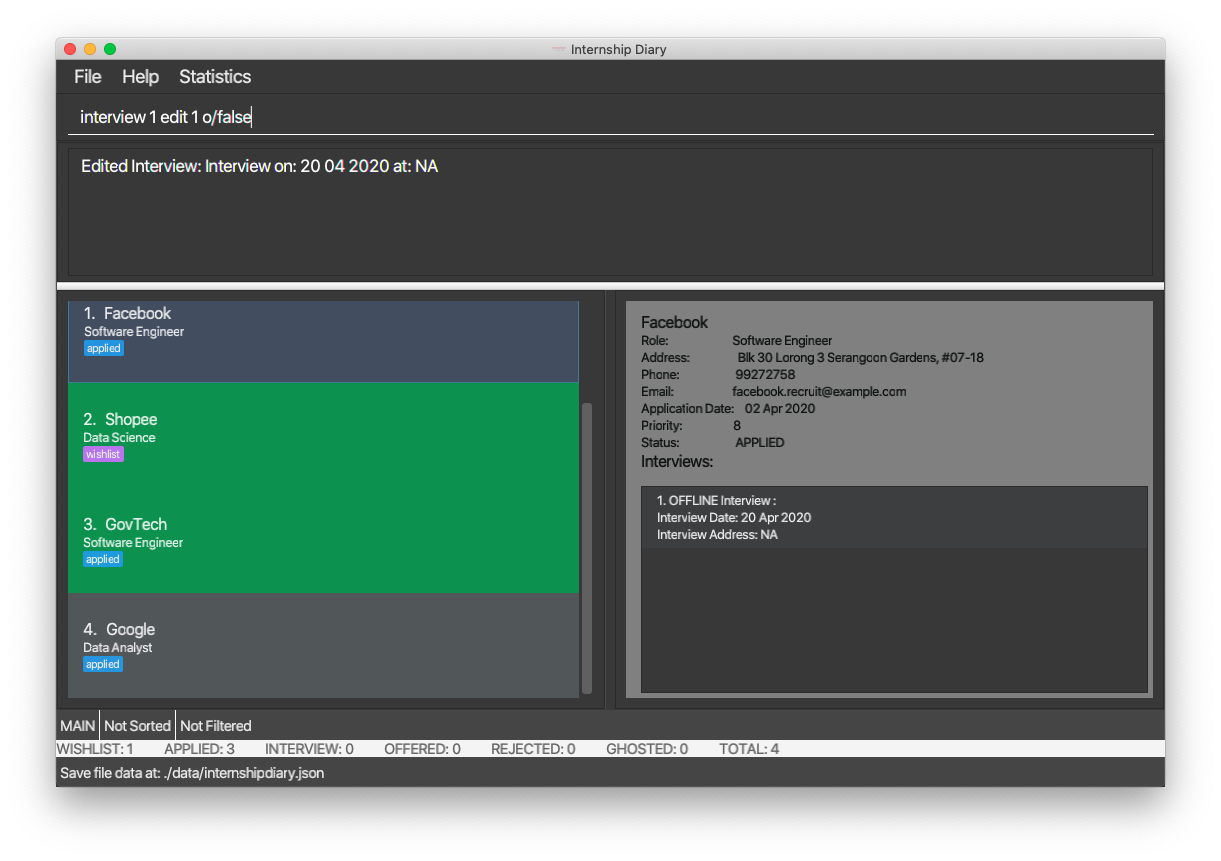 Internship Diary
File Help Statistics
interview 1 edit 1 o/false
Edited Interview: Interview on: 20 04 2020 at: NA
1. Facebook
Software Engineer
applied
2. Shopee
Data Science
wishlist
3. GovTech
Software Engineer
applied
4. Google
Data Analyst
applied
Facebook
Role: Software Engineer
Address: Blk 30 Lorong 3 Serangoon Gardens, #07-18
Phone: 99272758
Email: facebook.recruit@example.com
Application Date: 02 Apr 2020
Priority: 8
Status: APPLIED
Interviews:
1. OFFLINE Interview :
Interview Date: 20 Apr 2020
Interview Address: NA
MAIN Not Sorted Not Filtered
WISHLIST: 1 APPLIED: 3 INTERVIEW: 0 OFFERED: 0 REJECTED: 0 GHOSTED: 0 TOTAL: 4
Save file data at: ./data/internshipdiary.json